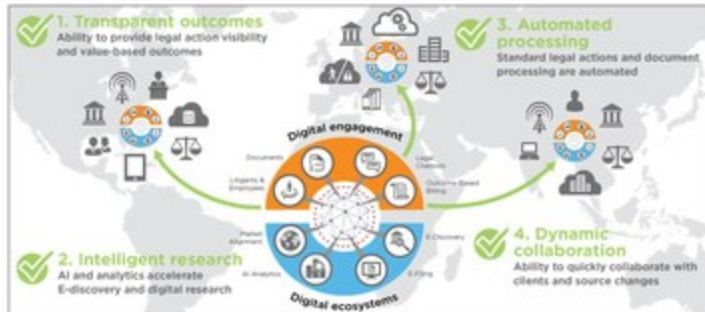 1. Transparent outcomes
Ability to provide legal action visibility
and value-based outcomes
3. Automated
processing
Standard legal actions and document
processing are automated
Digital engagement
Documents
Legal
Chatbots
Litigants &
Employees
Outcome-Based
Billing
Market
Alignment
E-Discovery
AI Analytics
E-Filing
Digital ecosystems
2. Intelligent research
AI and analytics accelerate
E-discovery and digital research
4. Dynamic
collaboration
Ability to quickly collaborate with
clients and source changes